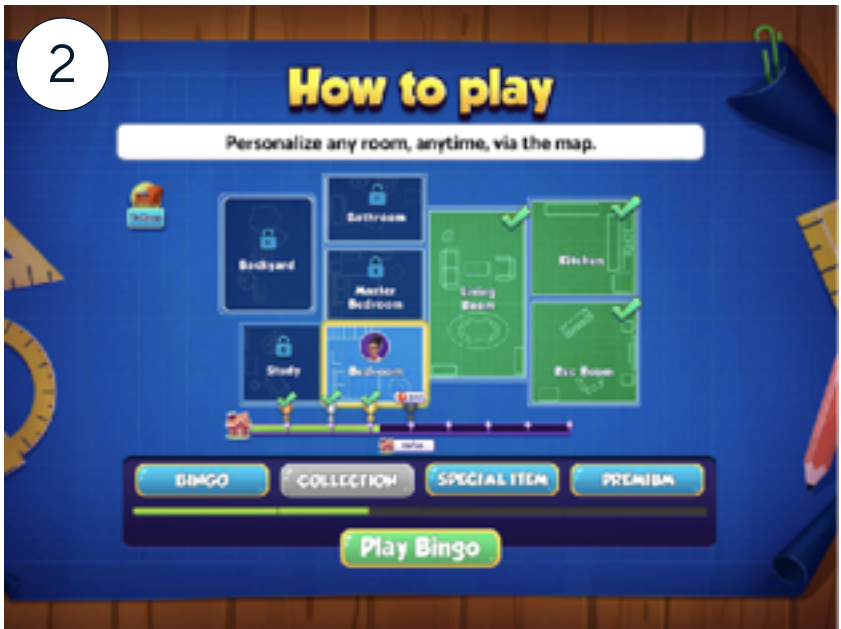 2
How to play
Personalize any room, anytime, via the map.
Bathroom
Backyard
Master
Bedroom
Living
Room
Kitchen
Study
Bedroom
Rec Room
BINGO
COLLECTION
SPECIAL ITEM
PREMIUM
Play Bingo